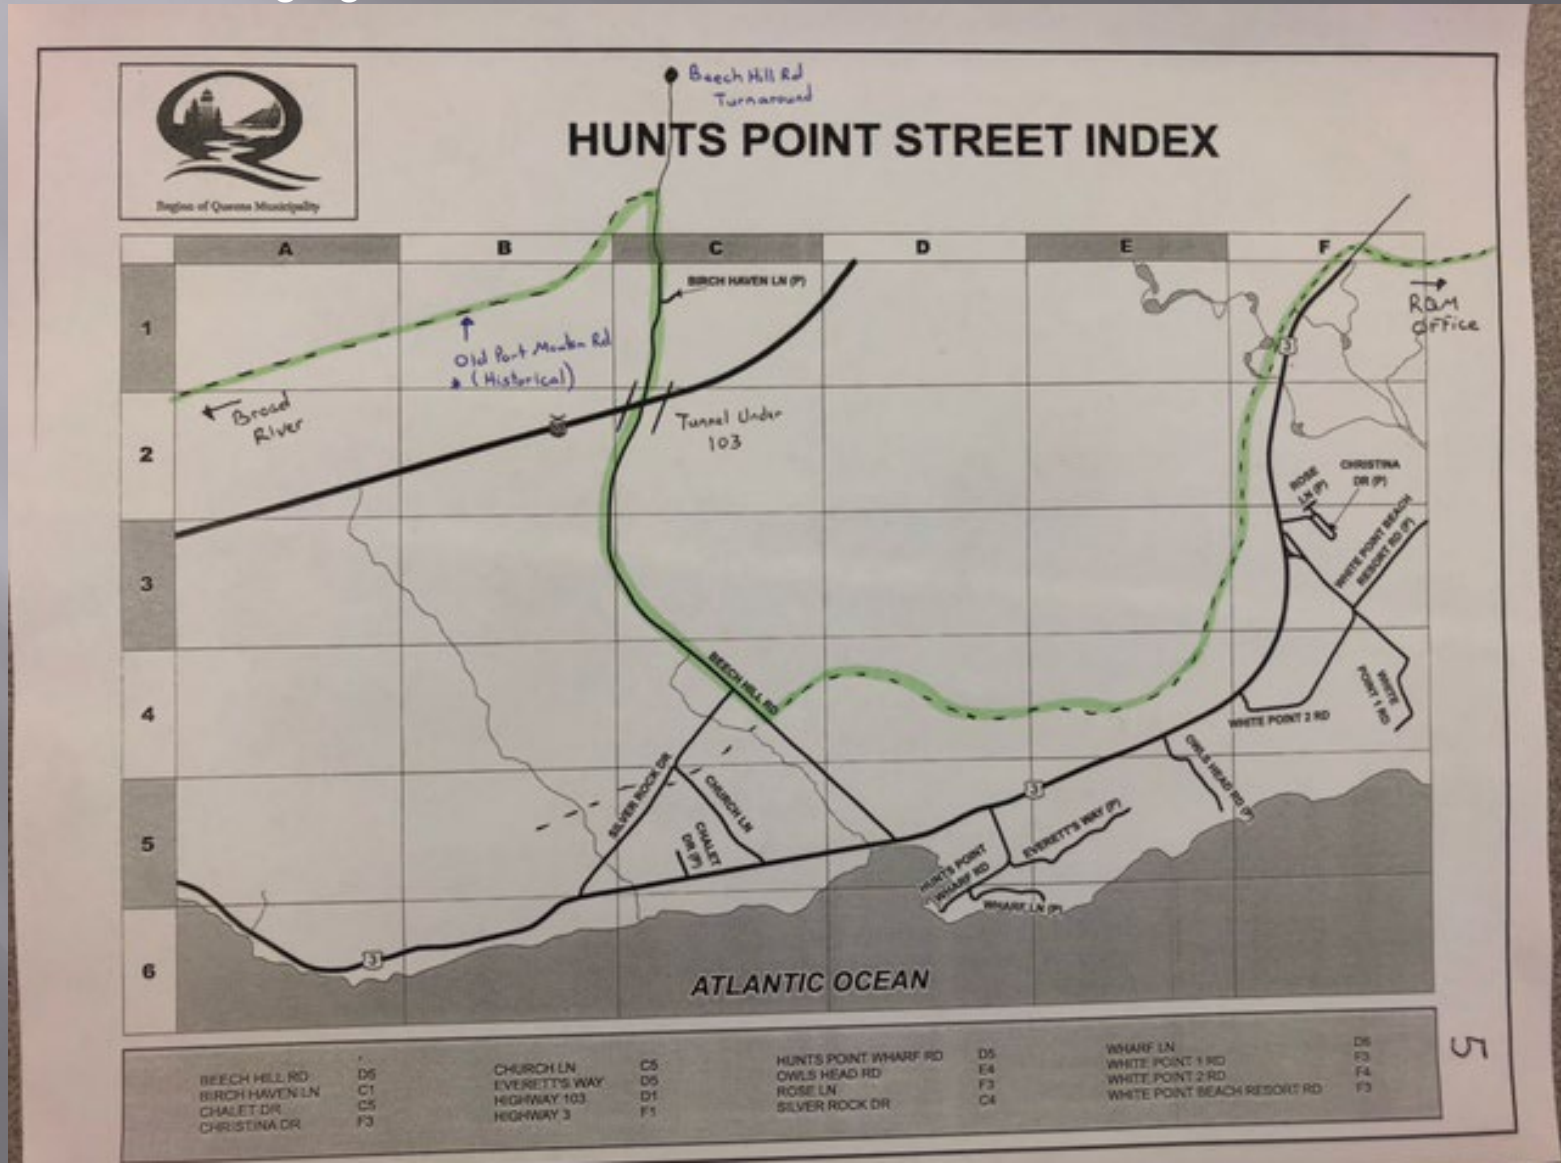 Beech Hill Rd
Turnaround
HUNTS POINT STREET INDEX
Region of Queens Municipality
A B C D E F
1
BIRCH HAVEN LN (P)
3
RQM
Office
Old Port Mouton Rd
* (Historical)
Broad
River
Tunnel Under
103
2
CHRISTINA
DR (P)
ROSE
LN (P)
WHITE POINT BEACH
RESORT RD (P)
3
BEECH HILL RD
WHITE
POINT 1 RD
4
WHITE POINT 2 RD
OWLS HEAD RD (P)
SILVER ROCK DR
CHURCH LN
3
EVERETT'S WAY (P)
5
CHALET
DR (P)
HUNTS POINT
WHARF RD
WHARF LN (P)
3
6
ATLANTIC OCEAN
BEECH HILL RD D5
BIRCH HAVEN LN C1
CHALET DR C5
CHRISTINA DR F3
CHURCH LN C5
EVERETT'S WAY D5
HIGHWAY 103 D1
HIGHWAY 3 F1
HUNTS POINT WHARF RD D5
OWLS HEAD RD E4
ROSE LN F3
SILVER ROCK DR C4
WHARF LN D6
WHITE POINT 1 RD F3
WHITE POINT 2 RD F4
WHITE POINT BEACH RESORT RD F3
5